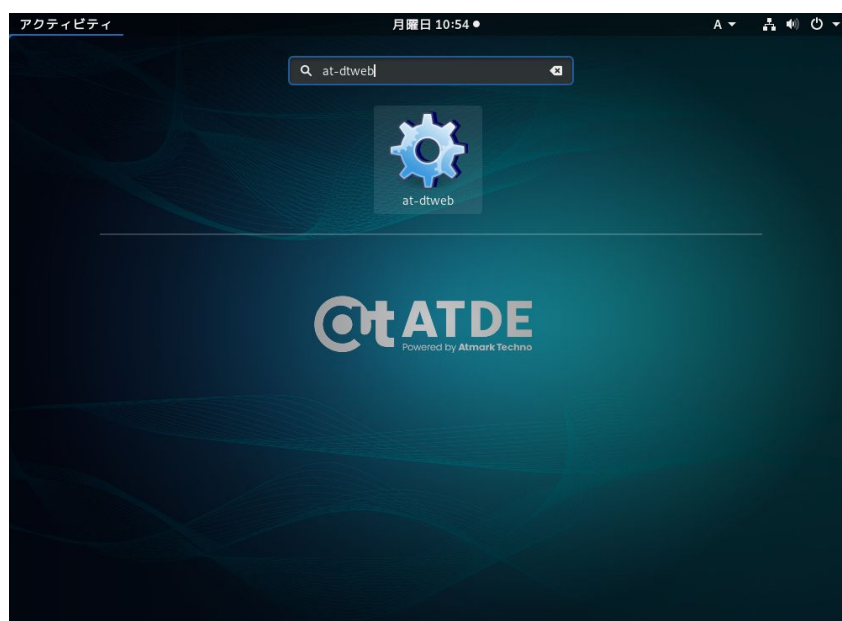 アクティビティ 月曜日 10:54 A
at-dtweb
at-dtweb
at ATDE
Powered by Atmark Techno